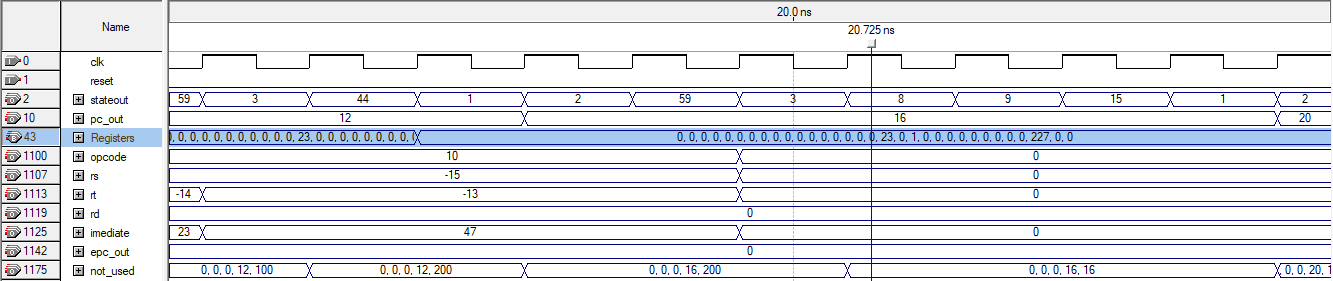 20.0 ns
Name
20.725 ns
0 clk
1 reset
2 stateout 59 3 44 1 2 59 3 8 9 15 1 2
10 pc_out 12 16 20
43 Registers 0, 0, 0, 0, 0, 0, 0, 0, 0, 0, 0, 23, 0, 0, 0, 0, 0, 0, 0, 0, 0 0, 0, 0, 0, 0, 0, 0, 0, 0, 0, 0, 0, 0, 0, 0, 0, 0, 0, 23, 0, 1, 0, 0, 0, 0, 0, 0, 0, 0, 227, 0, 0
1100 opcode 10 0
1107 rs -15 0
1113 rt -14 -13 0
1119 rd 0
1125 imediate 23 47 0
1142 epc_out 0
1175 not_used 0, 0, 0, 12, 100 0, 0, 0, 12, 200 0, 0, 0, 16, 200 0, 0, 0, 16, 16 0, 0, 20, 1